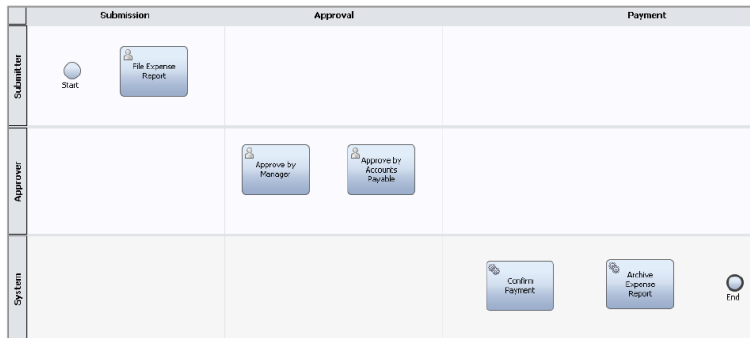 Submission
Approval
Payment
Submitter
Start
File Expense
Report
Approver
Approve by
Manager
Approve by
Accounts
Payable
System
Confirm
Payment
Archive
Expense
Report
End